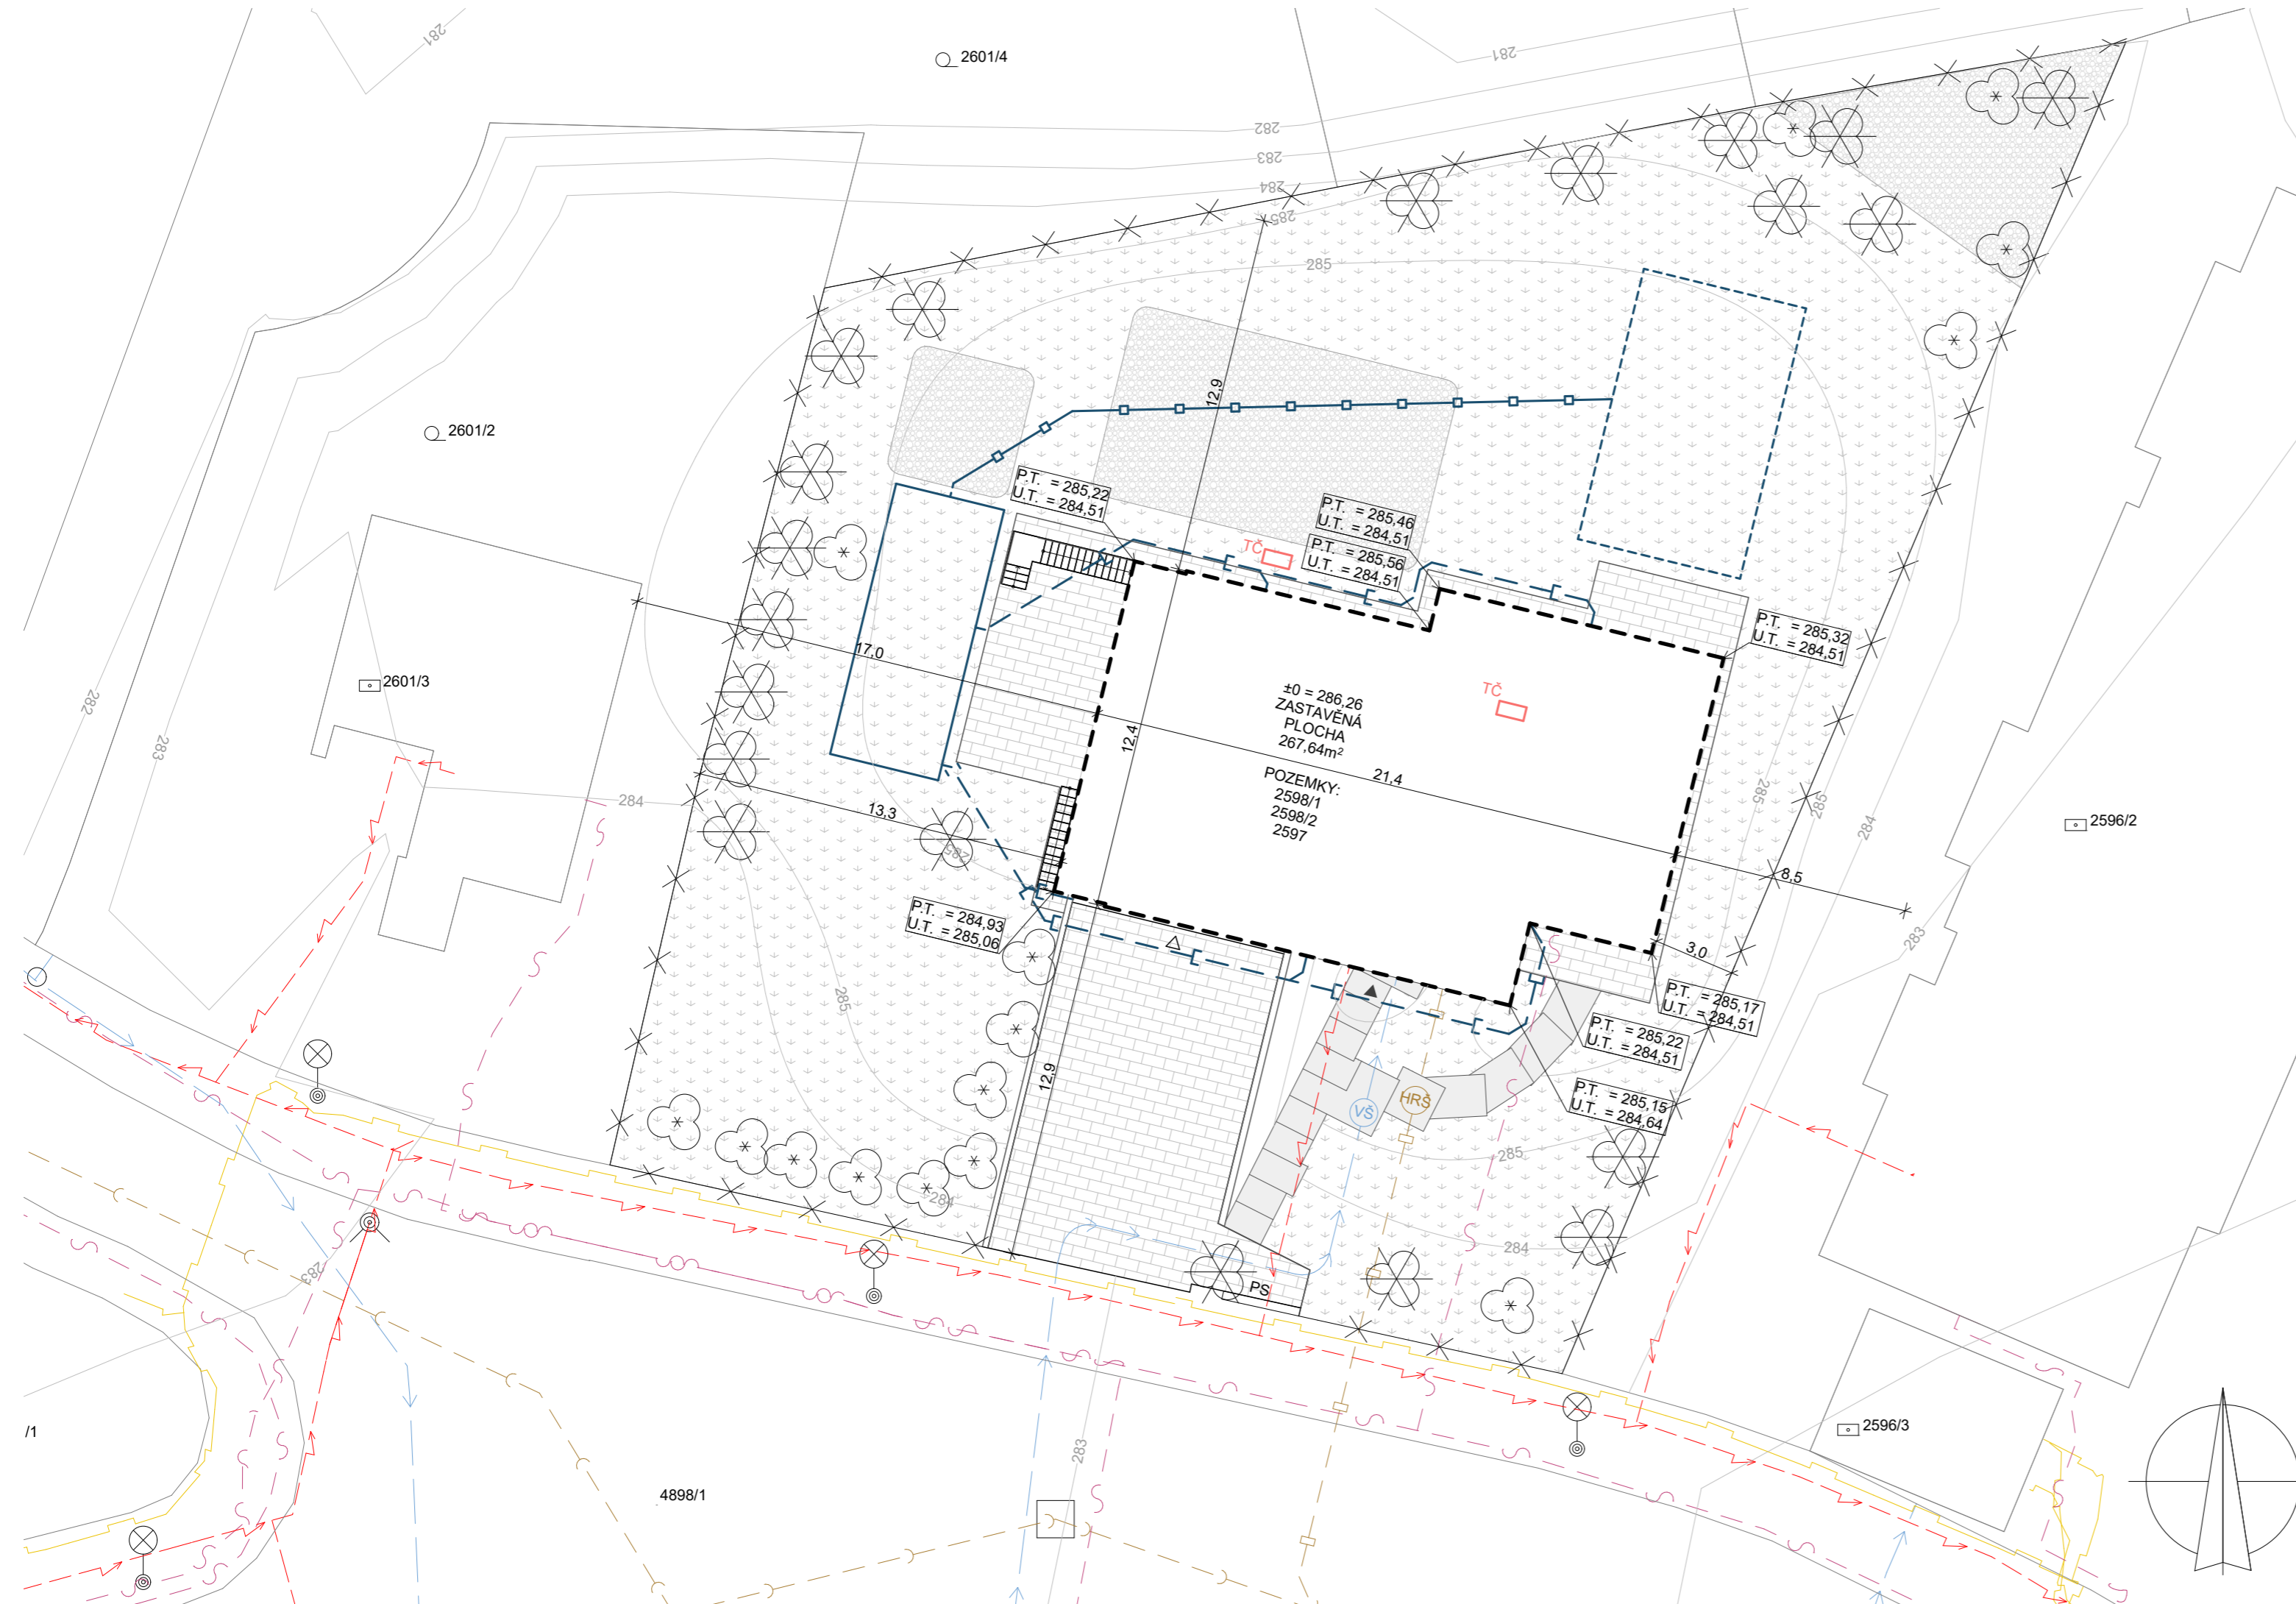 281
2601/4
281
282
283
284
285
285
12,9
2601/2
P.T. = 285,22
U.T. = 284,51
P.T. = 285,46
U.T. = 284,51
TČ
P.T. = 285,56
U.T. = 284,51
P.T. = 285,32
U.T. = 284,51
17,0
2601/3
282
283
TČ
±0 = 286,26
ZASTAVĚNÁ
PLOCHA
267,64m²
12,4
21,4
POZEMKY:
2598/1
2598/2
2597
284
13,3
285
285
285
284
2596/2
8,5
P.T. = 284,93
U.T. = 285,06
3,0
283
285
P.T. = 285,17
U.T. = 284,51
P.T. = 285,22
U.T. = 284,51
12,9
VŠ
HRŠ
P.T. = 285,15
U.T. = 284,64
285
284
284
283
PS
/1
2596/3
283
4898/1